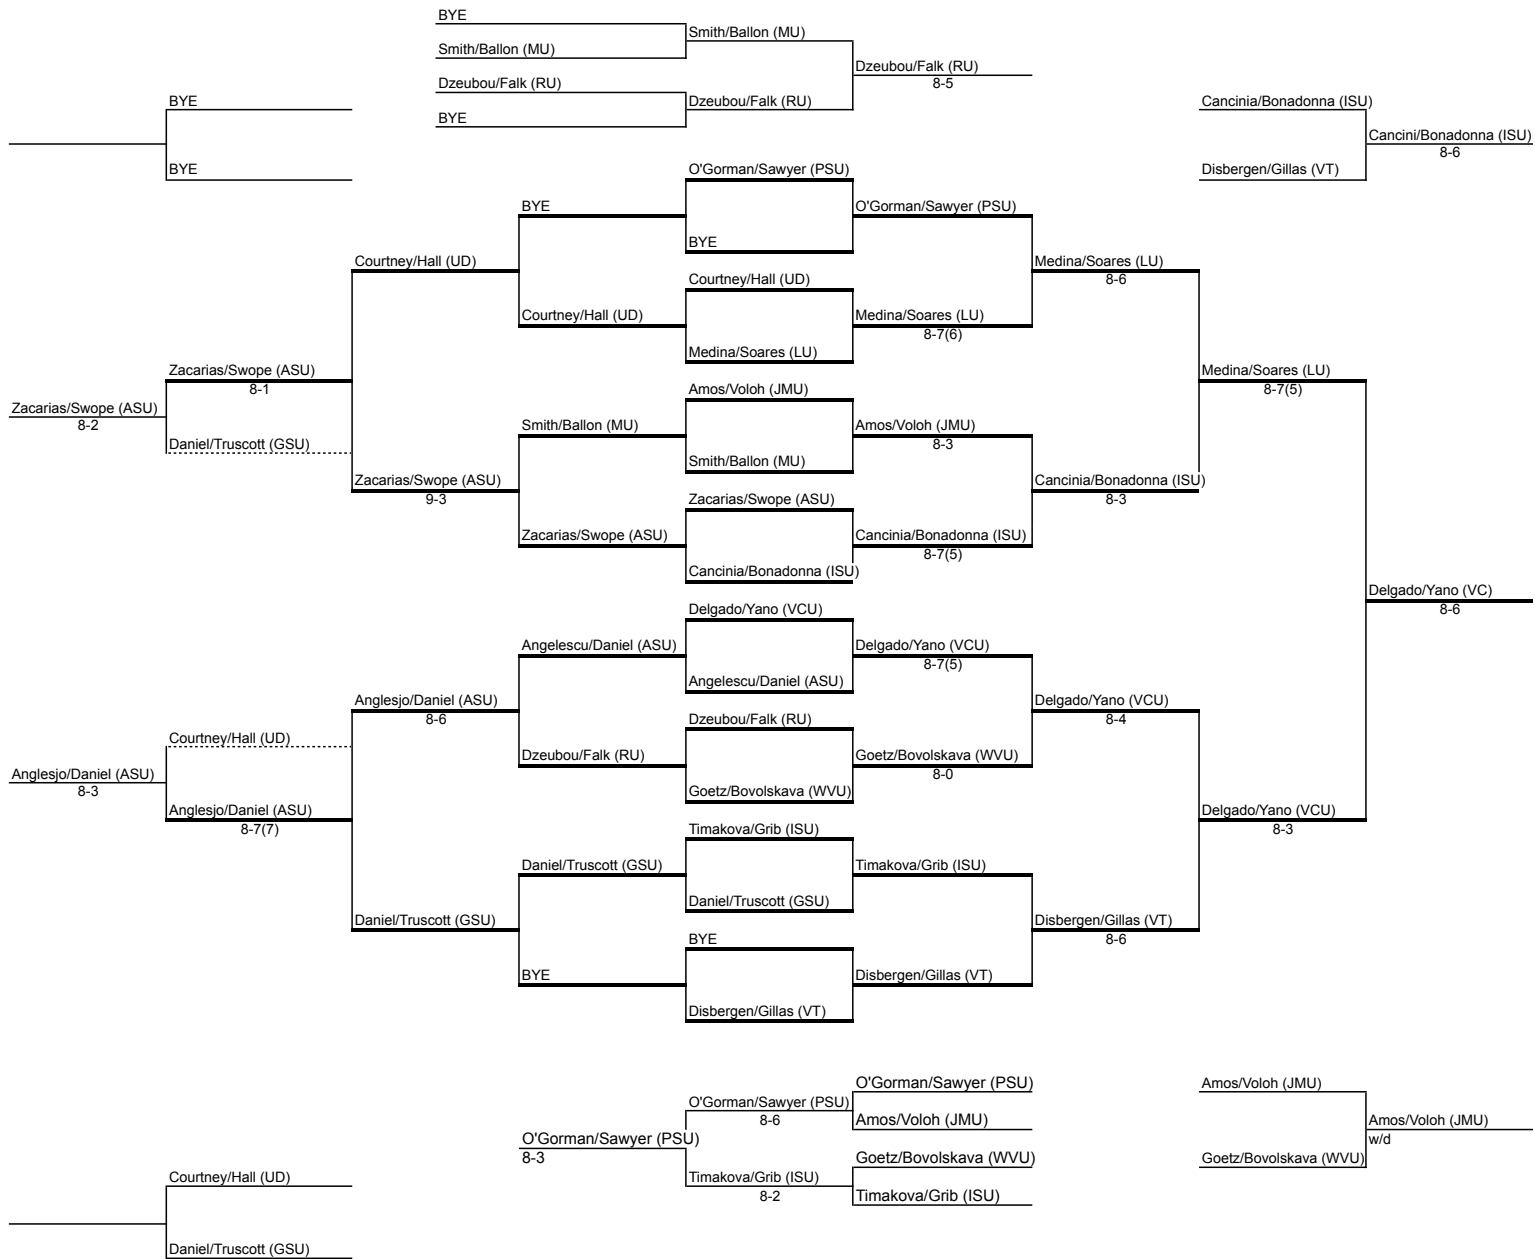 BYE
Smith/Ballon (MU)
Smith/Ballon (MU)
Dzeubou/Falk (RU)
8-5
Dzeubou/Falk (RU)
Dzeubou/Falk (RU)
BYE
BYE
BYE
Cancinia/Bonadonna (ISU)
Cancini/Bonadonna (ISU)
8-6
Disbergen/Gillas (VT)
O'Gorman/Sawyer (PSU)
BYE
O'Gorman/Sawyer (PSU)
BYE
Courtney/Hall (UD)
Medina/Soares (LU)
8-6
Courtney/Hall (UD)
Courtney/Hall (UD)
Medina/Soares (LU)
8-7(6)
Medina/Soares (LU)
Zacarias/Swope (ASU)
8-1
Medina/Soares (LU)
8-7(5)
Amos/Voloh (JMU)
Zacarias/Swope (ASU)
8-2
Smith/Ballon (MU)
Amos/Voloh (JMU)
8-3
Daniel/Truscott (GSU)
Smith/Ballon (MU)
Zacarias/Swope (ASU)
9-3
Cancinia/Bonadonna (ISU)
8-3
Zacarias/Swope (ASU)
Zacarias/Swope (ASU)
Cancinia/Bonadonna (ISU)
8-7(5)
Cancinia/Bonadonna (ISU)
Delgado/Yano (VC)
8-6
Delgado/Yano (VCU)
Angelescu/Daniel (ASU)
Delgado/Yano (VCU)
8-7(5)
Angelescu/Daniel (ASU)
Anglesjo/Daniel (ASU)
8-6
Delgado/Yano (VCU)
8-4
Dzeubou/Falk (RU)
Courtney/Hall (UD)
Dzeubou/Falk (RU)
Goetz/Bovolskava (WVU)
8-0
Anglesjo/Daniel (ASU)
8-3
Goetz/Bovolskava (WVU)
Anglesjo/Daniel (ASU)
8-7(7)
Delgado/Yano (VCU)
8-3
Timakova/Grib (ISU)
Daniel/Truscott (GSU)
Timakova/Grib (ISU)
Daniel/Truscott (GSU)
Daniel/Truscott (GSU)
Disbergen/Gillas (VT)
8-6
BYE
BYE
Disbergen/Gillas (VT)
Disbergen/Gillas (VT)
O'Gorman/Sawyer (PSU)
Amos/Voloh (JMU)
O'Gorman/Sawyer (PSU)
8-6
Amos/Voloh (JMU)
Amos/Voloh (JMU)
w/d
O'Gorman/Sawyer (PSU)
8-3
Goetz/Bovolskava (WVU)
Goetz/Bovolskava (WVU)
Courtney/Hall (UD)
Timakova/Grib (ISU)
8-2
Timakova/Grib (ISU)
Daniel/Truscott (GSU)